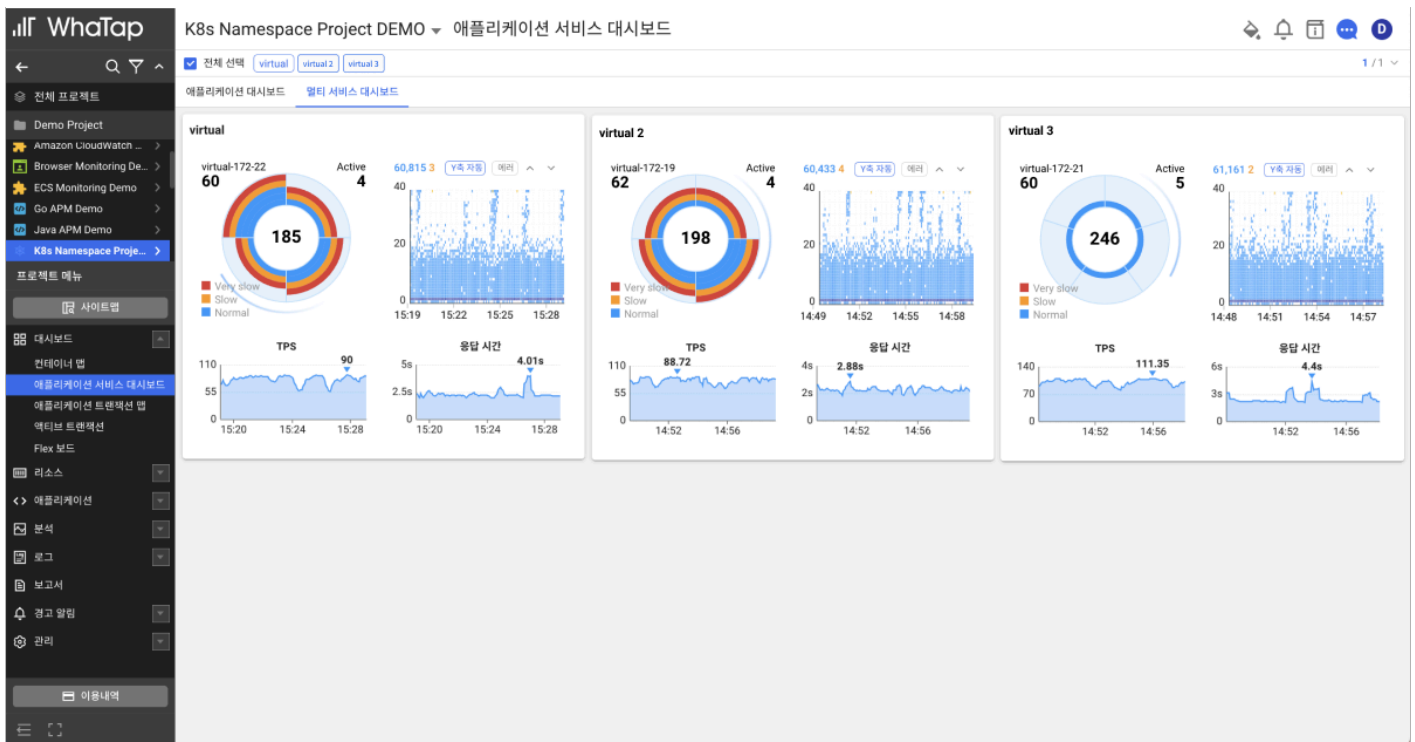 WhaTap
K8s Namespace Project DEMO 애플리케이션 서비스 대시보드
D
전체 선택 virtual virtual 2 virtual 3
1 / 1
애플리케이션 대시보드 멀티 서비스 대시보드
전체 프로젝트
Demo Project
Amazon CloudWatch ...
Browser Monitoring De...
ECS Monitoring Demo
Go APM Demo
Java APM Demo
K8s Namespace Proje...
프로젝트 메뉴
사이트맵
대시보드
컨테이너 맵
애플리케이션 서비스 대시보드
애플리케이션 트랜잭션 맵
액티브 트랜잭션
Flex 보드
리소스
애플리케이션
분석
로그
보고서
경고 알림
관리
이용내역
virtual
virtual-172-22 Active
60 4
185
Very slow
Slow
Normal
60,815 3 Y축 자동 에러
40
20
0
15:19 15:22 15:25 15:28
TPS
90
110
55
0
15:20 15:24 15:28
응답 시간
4.01s
5s
2.5s
0
15:20 15:24 15:28
virtual 2
virtual-172-19 Active
62 4
198
Very slow
Slow
Normal
60,433 4 Y축 자동 에러
40
20
0
14:49 14:52 14:55 14:58
TPS
88.72
110
55
0
14:52 14:56
응답 시간
2.88s
4s
2s
0
14:52 14:56
virtual 3
virtual-172-21 Active
60 5
246
Very slow
Slow
Normal
61,161 2 Y축 자동 에러
40
20
0
14:48 14:51 14:54 14:57
TPS
111.35
140
70
0
14:52 14:56
응답 시간
4.4s
6s
3s
0
14:52 14:56